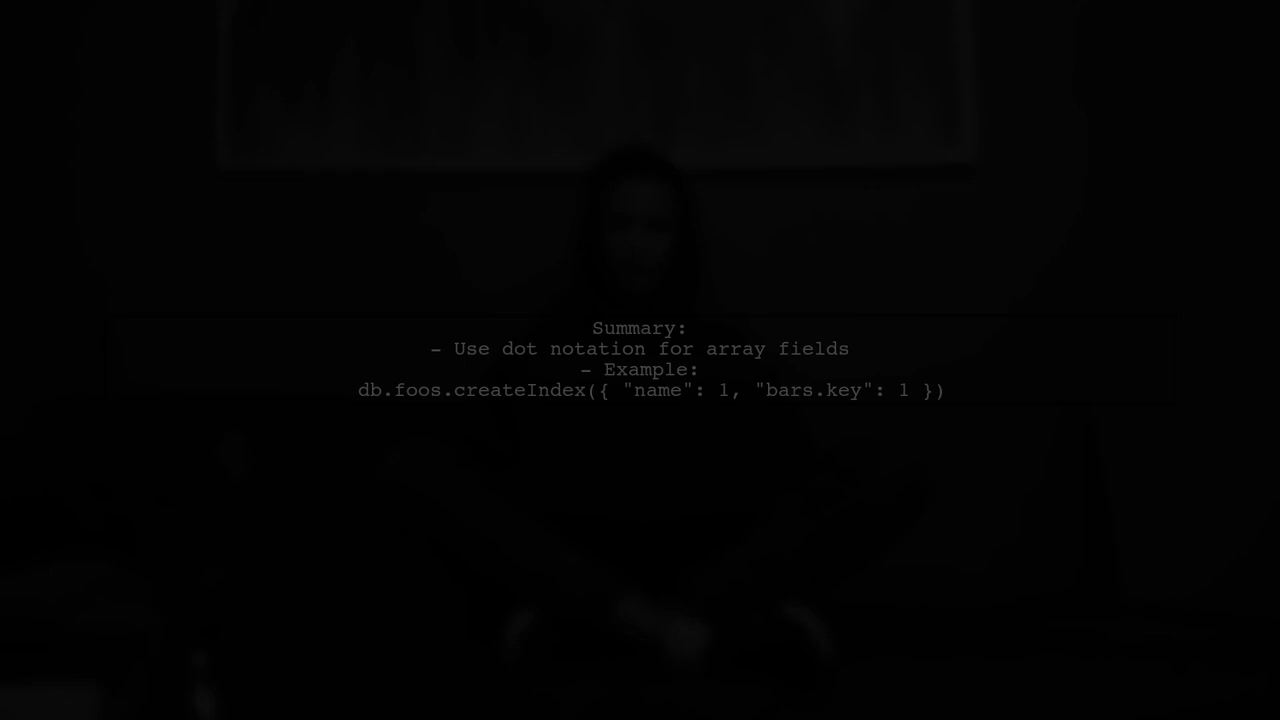 Summary:
- Use dot notation for array fields
- Example:
db.foos.createIndex({ "name": 1, "bars.key": 1 })